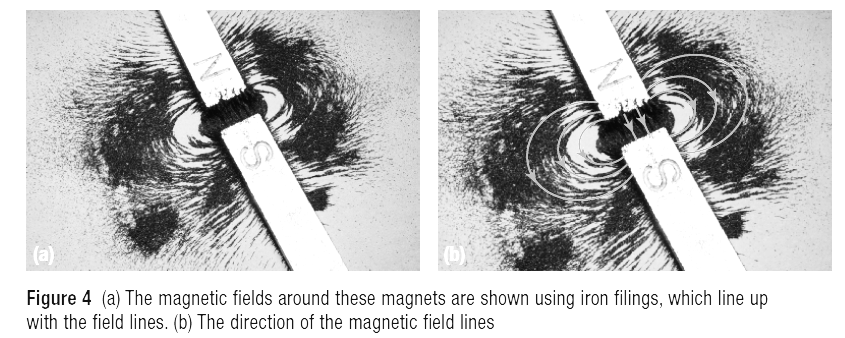 N
S
(a)
N
S
(b)
Figure 4 (a) The magnetic fields around these magnets are shown using iron filings, which line up
with the field lines. (b) The direction of the magnetic field lines